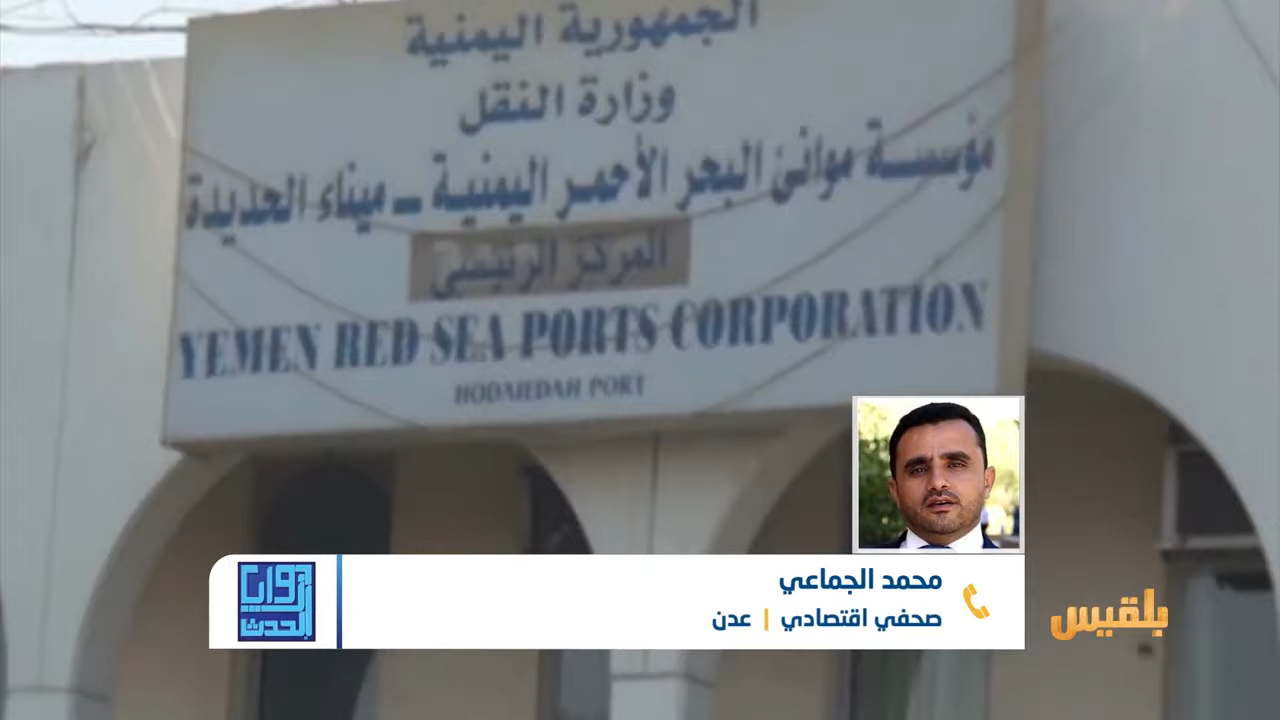 الجمهورية اليمنية
وزارة النقل
مؤسسة موانئ البحر الأحمر اليمنية - ميناء الحديدة
المركز الرئيسي
YEMEN RED SEA PORTS CORPORATION
HODAIEDAH PORT
محمد الجماعي
صحفي اقتصادي | عدن
زوايا الحدث
بلقيس